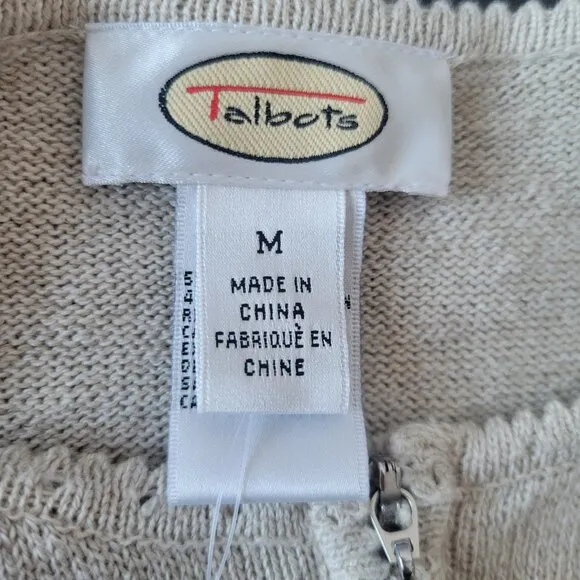 Talbots
M
MADE IN
CHINA
FABRIQUÈ EN
CHINE